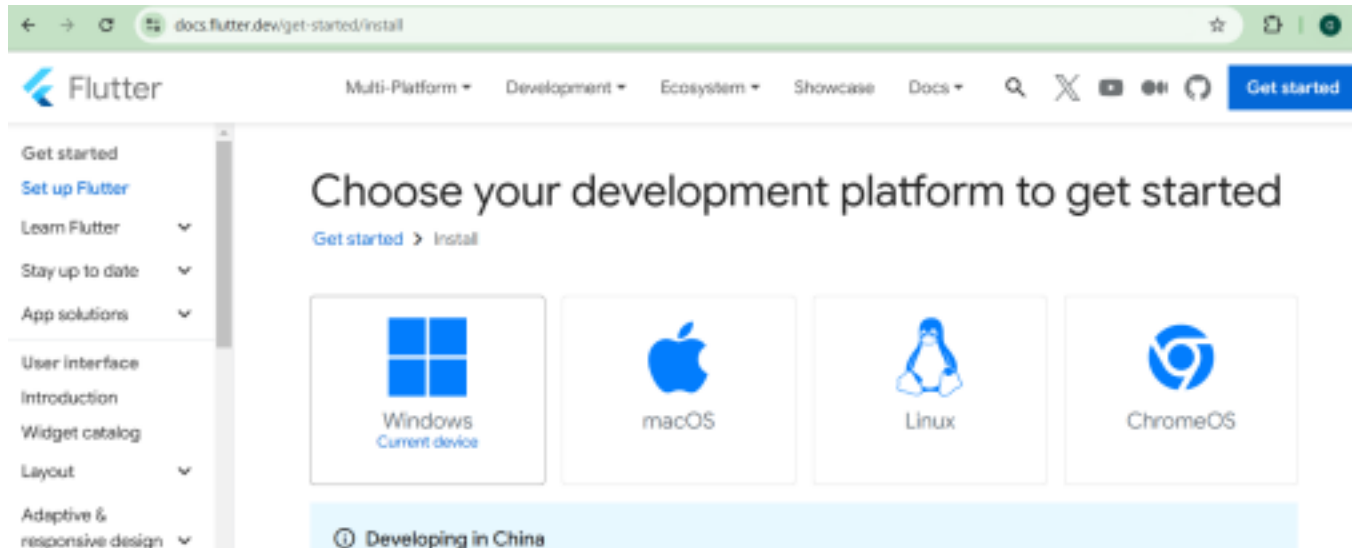 docs.flutter.dev/get-started/install
Flutter
Multi-Platform Development Ecosystem Showcase Docs Get started
Get started
Set up Flutter
Learn Flutter
Stay up to date
App solutions
User interface
Introduction
Widget catalog
Layout
Adaptive &
responsive design
Choose your development platform to get started
Get started > Install
Windows
Current device
macOS
Linux
ChromeOS
Developing in China